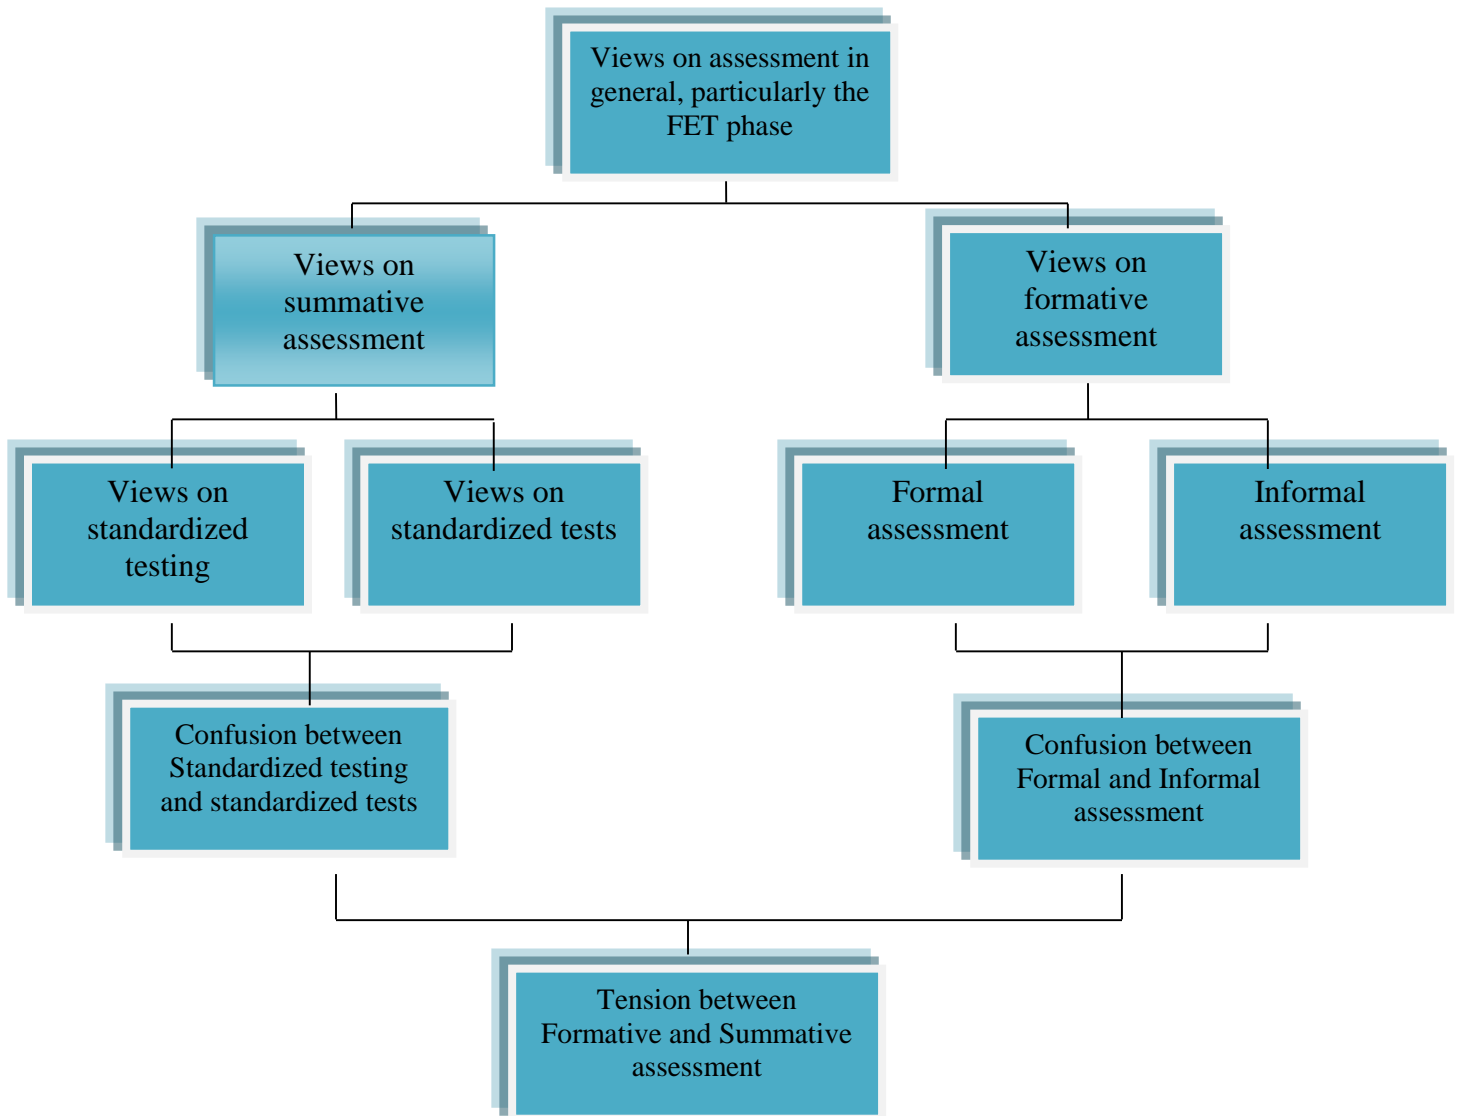 Views on assessment in
general, particularly the
FET phase
Views on
summative
assessment
Views on
formative
assessment
Views on
standardized
testing
Views on
standardized tests
Formal
assessment
Informal
assessment
Confusion between
Standardized testing
and standardized tests
Confusion between
Formal and Informal
assessment
Tension between
Formative and Summative
assessment